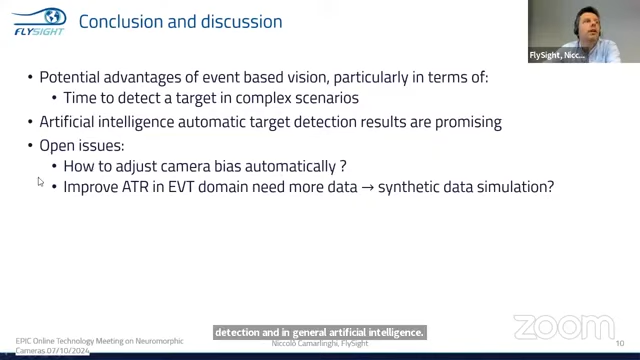 FLYSIGHT
Conclusion and discussion
FlySight, Nicc...
• Potential advantages of event based vision, particularly in terms of:
• Time to detect a target in complex scenarios
• Artificial intelligence automatic target detection results are promising
• Open issues:
• How to adjust camera bias automatically ?
• Improve ATR in EVT domain need more data → synthetic data simulation?
detection and in general artificial intelligence.
EPIC Online Technology Meeting on Neuromorphic
Cameras 07/10/2024
Niccolò Camarlinghi, FlySight
zoom
10